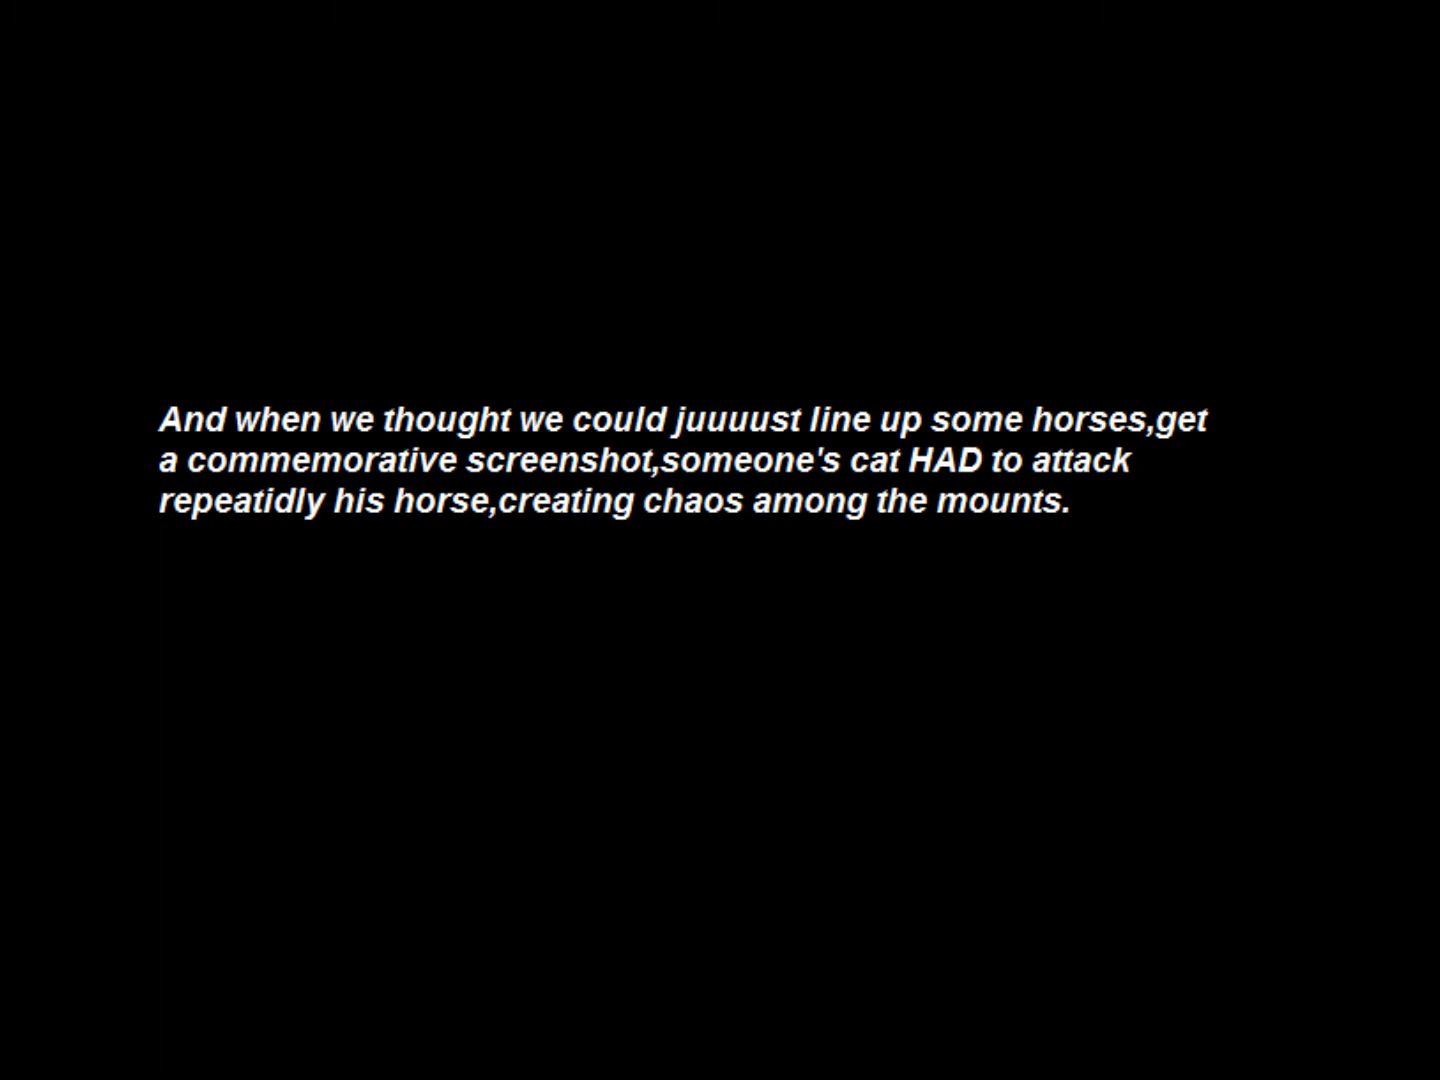 And when we thought we could juuuust line up some horses,get
a commemorative screenshot,someone's cat HAD to attack
repeatidly his horse,creating chaos among the mounts.